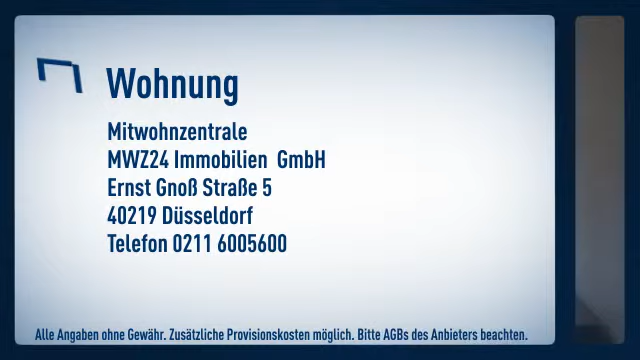 Wohnung
Mitwohnzentrale
MWZ24 Immobilien GmbH
Ernst Gnoß Straße 5
40219 Düsseldorf
Telefon 0211 6005600
Alle Angaben ohne Gewähr. Zusätzliche Provisionskosten möglich. Bitte AGBs des Anbieters beachten.